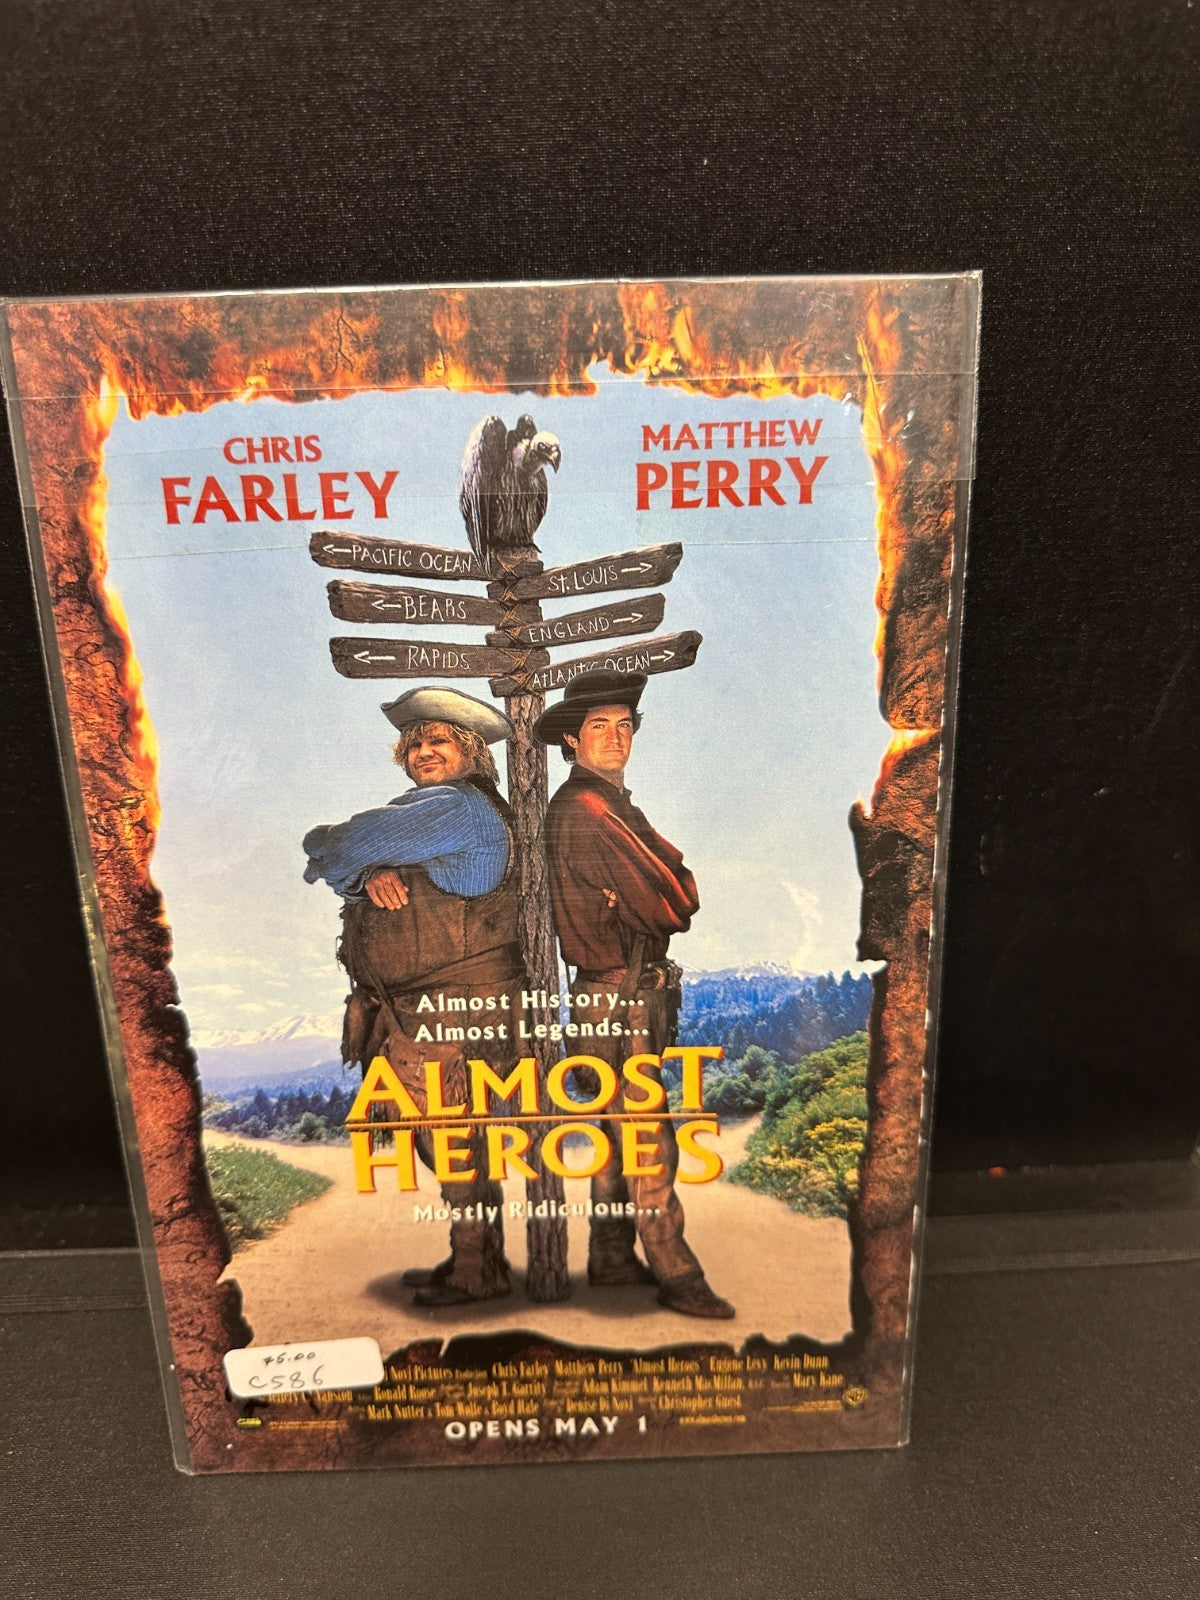 CHRIS
FARLEY
MATTHEW
PERRY
←PACIFIC OCEAN
ST. LOUIS→
←BEARS
ENGLAND→
←RAPIDS
ATLANTIC OCEAN→
Almost History...
Almost Legends...
ALMOST
HEROES
Mostly Ridiculous...
$5.00
C586
Novi Pictures Chris Farley Matthew Perry "Almost Heroes" Eugene Levy Kevin Dunn
Ronald Roose Joseph T. Garrity Adam Kimmel Kenneth MacMillan Mary Kane
Mark Nutter & Tom Wolfe & Boyd Hale Denise Di Novi Christopher Guest
WB
OPENS MAY 1